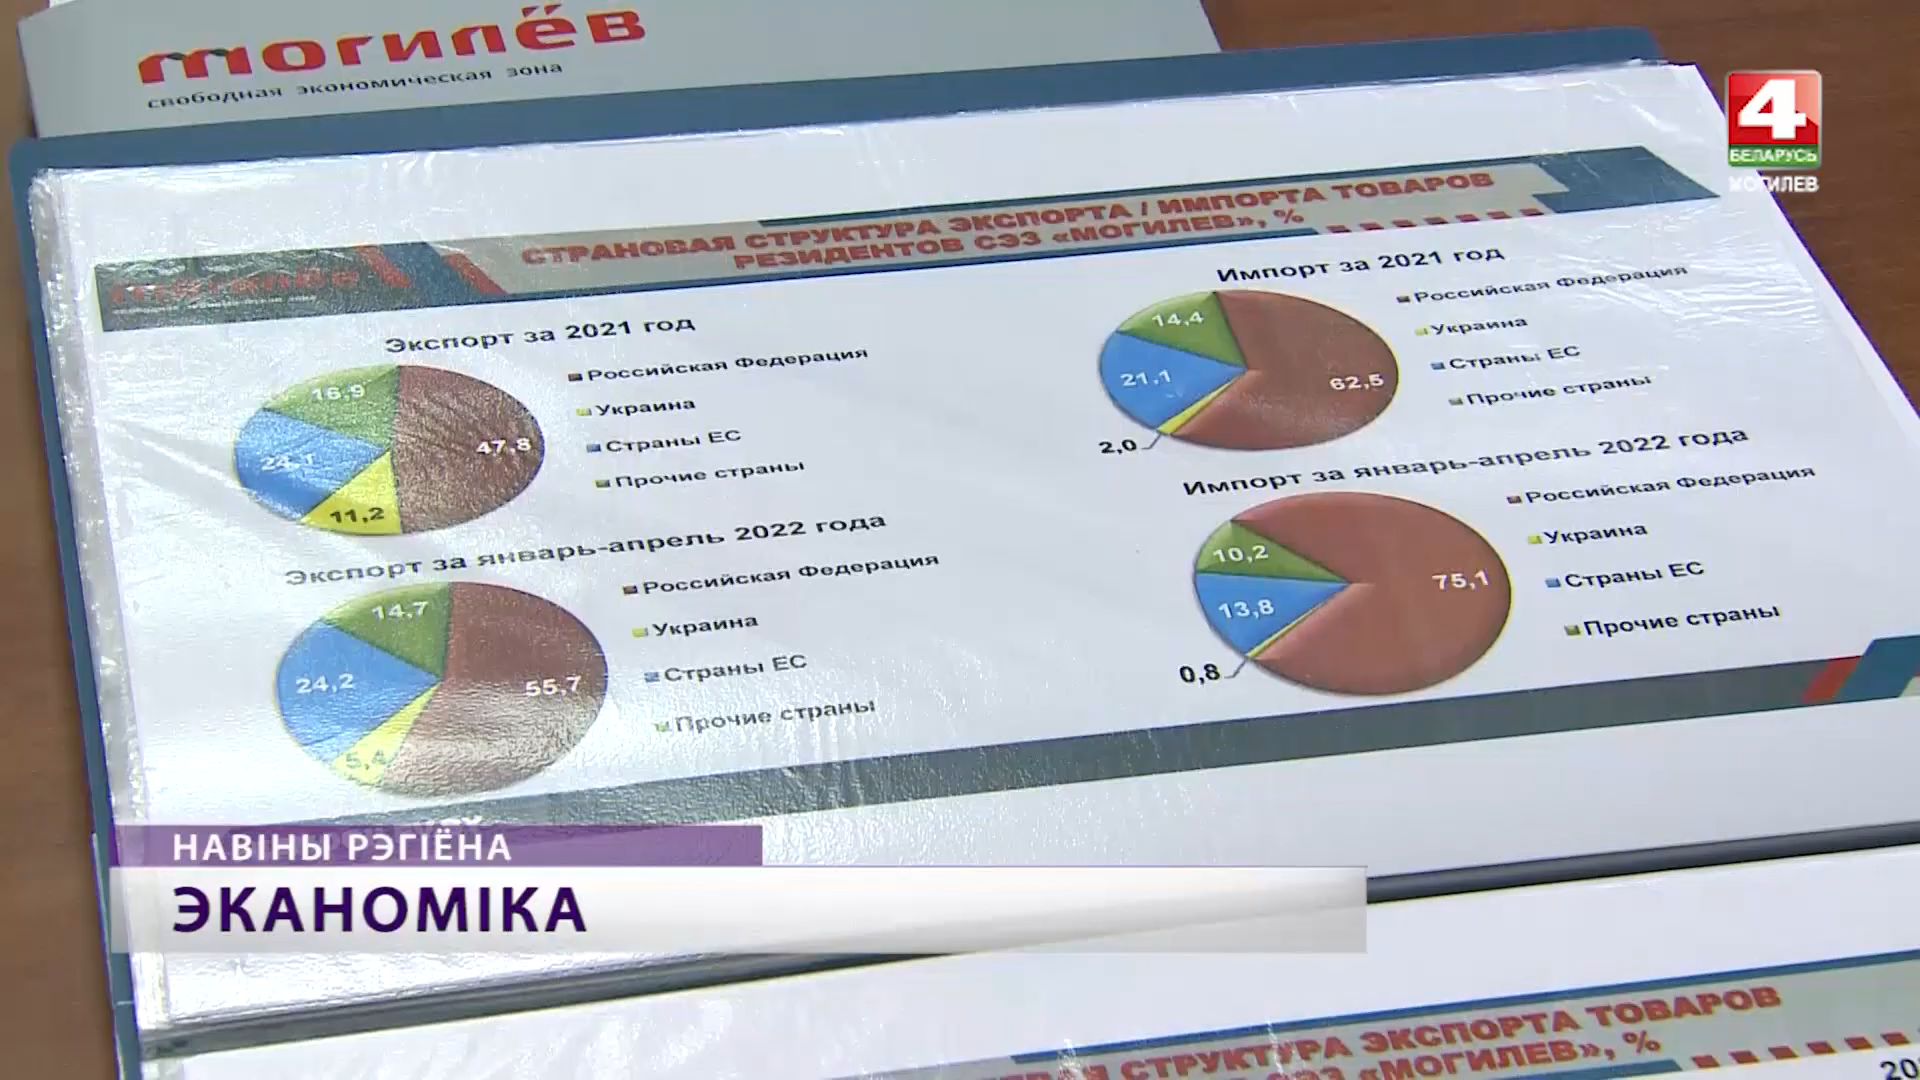 могилёв
свободная экономическая зона
4
БЕЛАРУСЬ
МОГИЛЕВ
СТРАНОВАЯ СТРУКТУРА ЭКСПОРТА / ИМПОРТА ТОВАРОВ
РЕЗИДЕНТОВ СЭЗ «МОГИЛЕВ», %
могилёв
Экспорт за 2021 год
16,9
47,8
24,1
11,2
Российская Федерация
Украина
Страны ЕС
Прочие страны
Импорт за 2021 год
14,4
21,1
62,5
2,0
Российская Федерация
Украина
Страны ЕС
Прочие страны
Экспорт за январь-апрель 2022 года
14,7
24,2
55,7
5,4
Российская Федерация
Украина
Страны ЕС
Прочие страны
Импорт за январь-апрель 2022 года
10,2
75,1
13,8
0,8
Российская Федерация
Украина
Страны ЕС
Прочие страны
НАВІНЫ РЭГІЁНА
ЭКАНОМІКА
СТРУКТУРА ЭКСПОРТА ТОВАРОВ
СЭЗ «МОГИЛЕВ», %
20